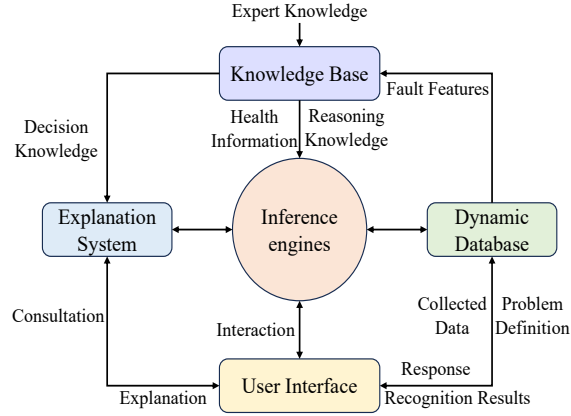 Expert Knowledge
Knowledge Base
Fault Features
Health
Information
Reasoning
Knowledge
Decision
Knowledge
Explanation
System
Inference
engines
Dynamic
Database
Consultation
Interaction
Collected
Data
Problem
Definition
Explanation
User Interface
Response
Recognition Results